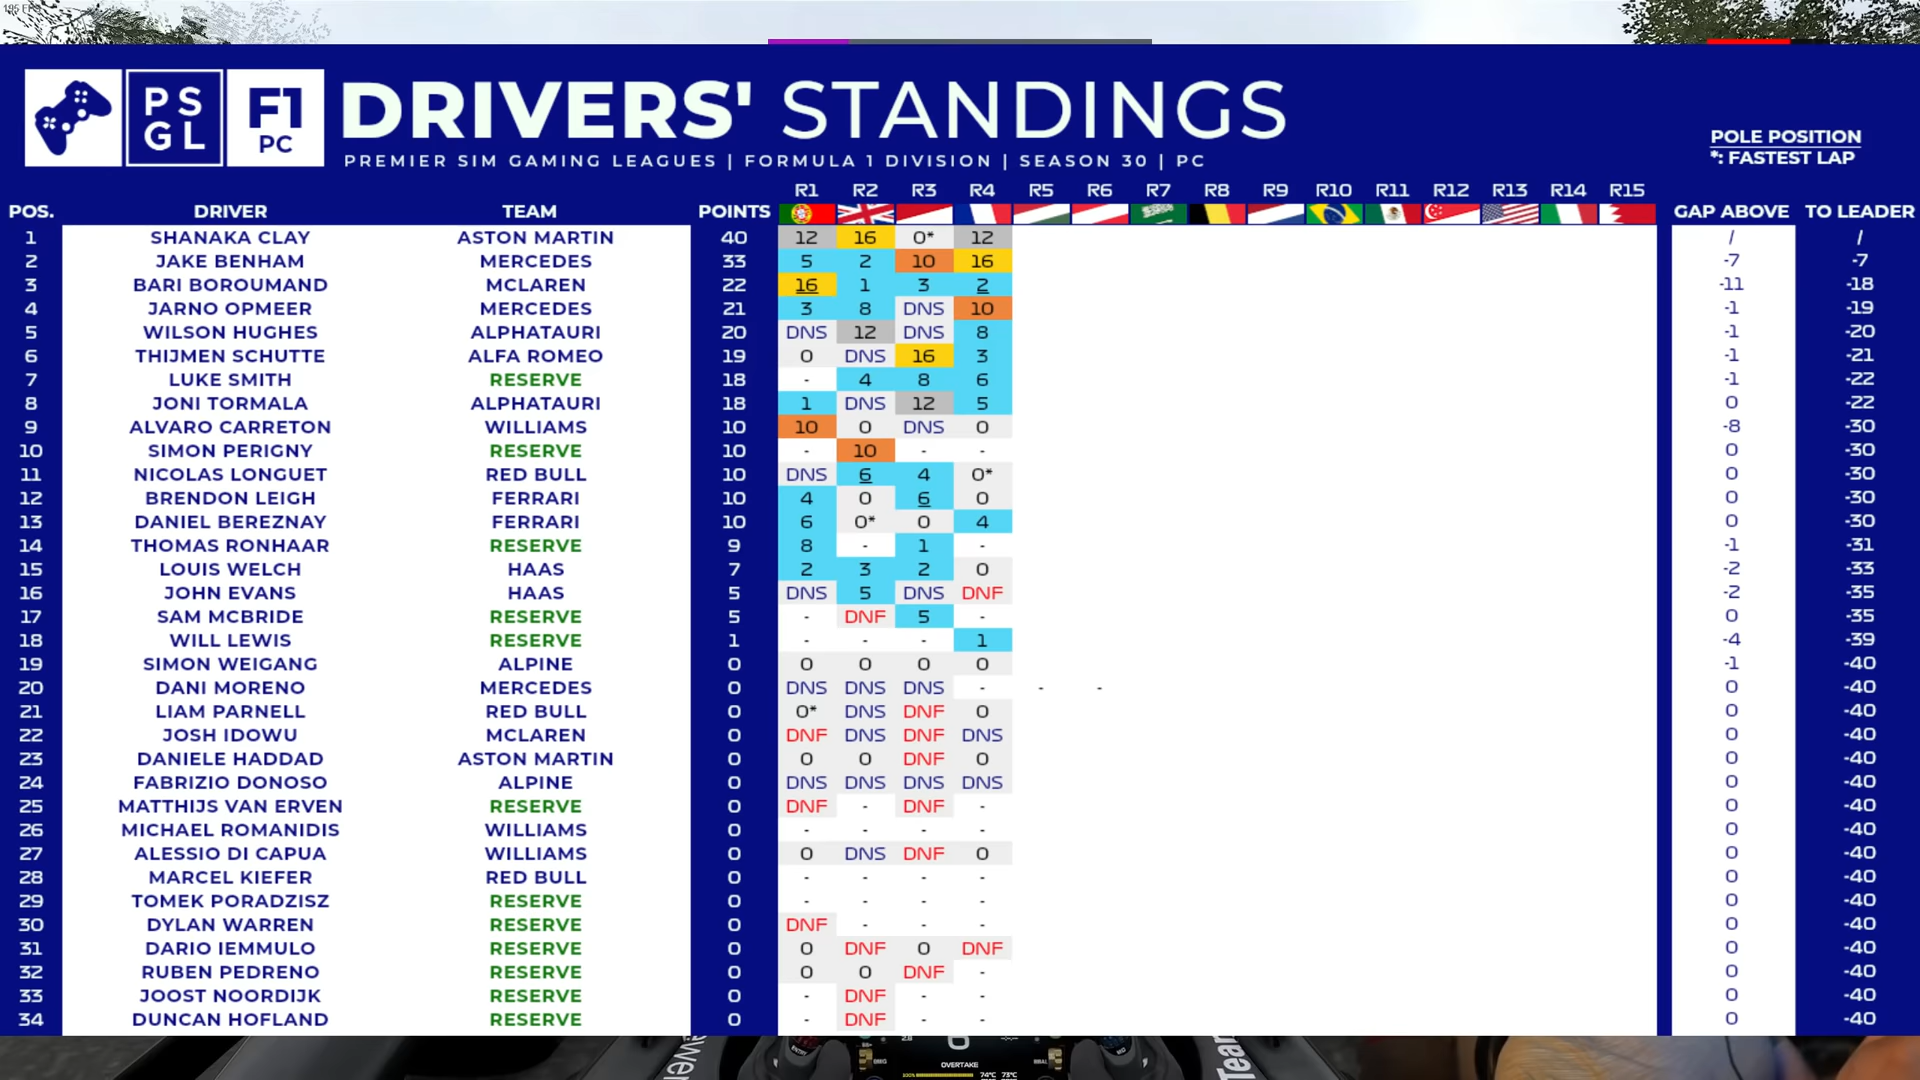 195 FPS
PS GL F1 PC DRIVERS' STANDINGS
PREMIER SIM GAMING LEAGUES | FORMULA 1 DIVISION | SEASON 30 | PC
POLE POSITION
*: FASTEST LAP
R1 R2 R3 R4 R5 R6 R7 R8 R9 R10 R11 R12 R13 R14 R15
POS. DRIVER TEAM POINTS GAP ABOVE TO LEADER
1 SHANAKA CLAY ASTON MARTIN 40 12 16 0* 12 / /
2 JAKE BENHAM MERCEDES 33 5 2 10 16 -7 -7
3 BARI BOROUMAND MCLAREN 22 16 1 3 2 -11 -18
4 JARNO OPMEER MERCEDES 21 3 8 DNS 10 -1 -19
5 WILSON HUGHES ALPHATAURI 20 DNS 12 DNS 8 -1 -20
6 THIJMEN SCHUTTE ALFA ROMEO 19 0 DNS 16 3 -1 -21
7 LUKE SMITH RESERVE 18 - 4 8 6 -1 -22
8 JONI TORMALA ALPHATAURI 18 1 DNS 12 5 0 -22
9 ALVARO CARRETON WILLIAMS 10 10 0 DNS 0 -8 -30
10 SIMON PERIGNY RESERVE 10 - 10 - - 0 -30
11 NICOLAS LONGUET RED BULL 10 DNS 6 4 0* 0 -30
12 BRENDON LEIGH FERRARI 10 4 0 6 0 0 -30
13 DANIEL BEREZNAY FERRARI 10 6 0* 0 4 0 -30
14 THOMAS RONHAAR RESERVE 9 8 - 1 - -1 -31
15 LOUIS WELCH HAAS 7 2 3 2 0 -2 -33
16 JOHN EVANS HAAS 5 DNS 5 DNS DNF -2 -35
17 SAM MCBRIDE RESERVE 5 - DNF 5 - 0 -35
18 WILL LEWIS RESERVE 1 - - - 1 -4 -39
19 SIMON WEIGANG ALPINE 0 0 0 0 0 -1 -40
20 DANI MORENO MERCEDES 0 DNS DNS DNS - - - 0 -40
21 LIAM PARNELL RED BULL 0 0* DNS DNF 0 0 -40
22 JOSH IDOWU MCLAREN 0 DNF DNS DNF DNS 0 -40
23 DANIELE HADDAD ASTON MARTIN 0 0 0 DNF 0 0 -40
24 FABRIZIO DONOSO ALPINE 0 DNS DNS DNS DNS 0 -40
25 MATTHIJS VAN ERVEN RESERVE 0 DNF - DNF - 0 -40
26 MICHAEL ROMANIDIS WILLIAMS 0 - - - - 0 -40
27 ALESSIO DI CAPUA WILLIAMS 0 0 DNS DNF 0 0 -40
28 MARCEL KIEFER RED BULL 0 - - - - 0 -40
29 TOMEK PORADZISZ RESERVE 0 - - - - 0 -40
30 DYLAN WARREN RESERVE 0 DNF - - - 0 -40
31 DARIO IEMMULO RESERVE 0 0 DNF 0 DNF 0 -40
32 RUBEN PEDRENO RESERVE 0 0 0 DNF - 0 -40
33 JOOST NOORDIJK RESERVE 0 - DNF - - 0 -40
34 DUNCAN HOFLAND RESERVE 0 - DNF - - 0 -40
OVERTAKE
100% 74°C 73°C
Team